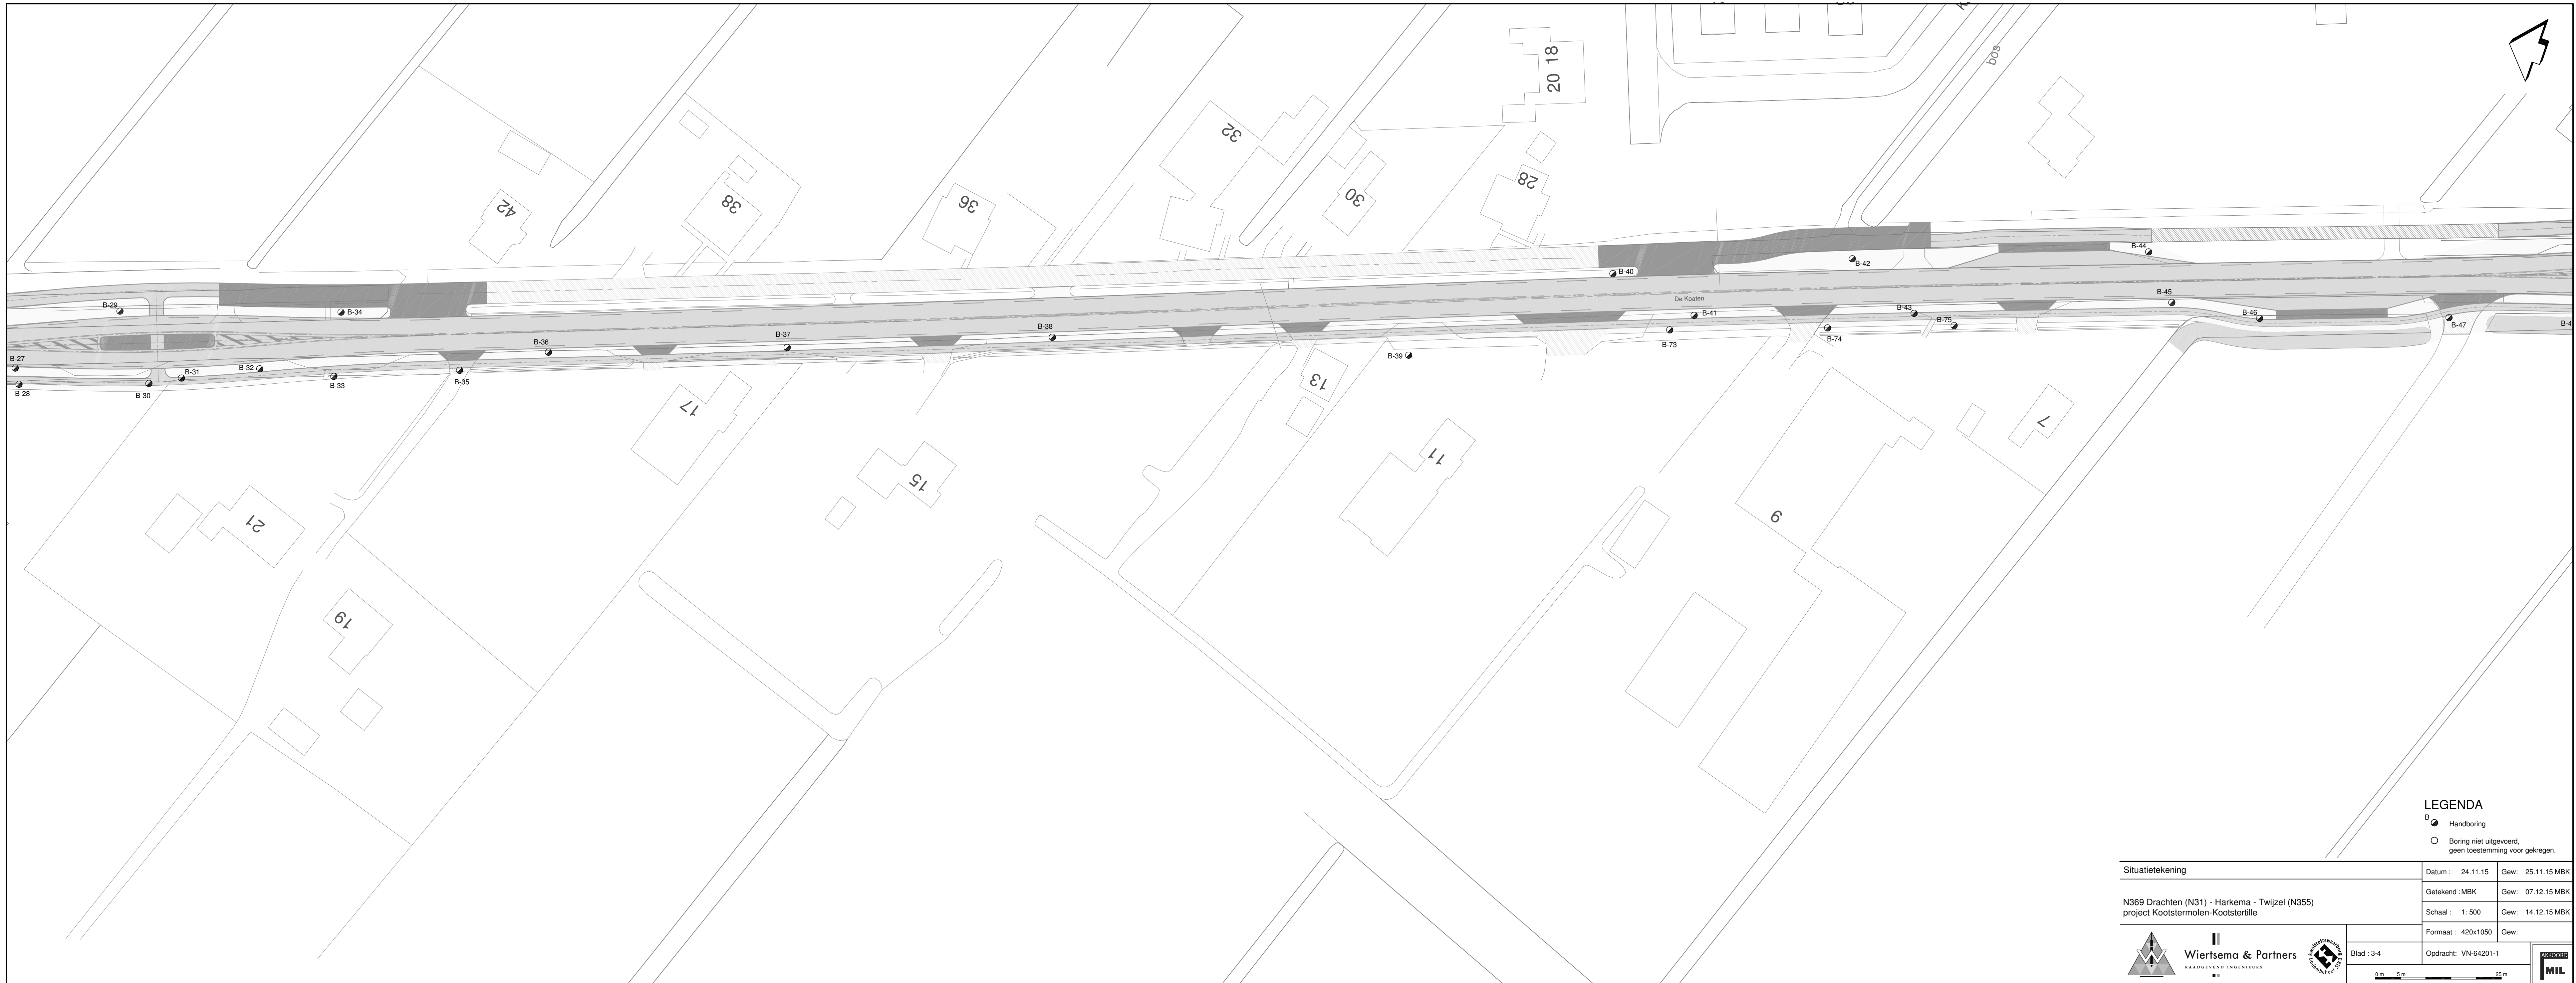 20 18
bos
32
28
42
38
36
30
B-44
B-42
B-40
B-45
De Koaten
B-29
B-34
B-43
B-46
B-41
B-75
B-47
B-37
B-38
B-36
B-74
B-73
B-39
B-27
B-31
B-32
B-33
B-35
B-28
B-30
13
17
7
11
15
9
21
19
LEGENDA
B
Handboring
Boring niet uitgevoerd,
geen toestemming voor gekregen.
Situatietekening
Datum : 24.11.15
Gew: 25.11.15 MBK
Getekend : MBK
Gew: 07.12.15 MBK
N369 Drachten (N31) - Harkema - Twijzel (N355)
project Kootstermolen-Kootstertille
Schaal : 1: 500
Gew: 14.12.15 MBK
Formaat : 420x1050
Gew:
Wiertsema & Partners
RAADGEVEND INGENIEURS
Blad : 3-4
Opdracht: VN-64201-1
AKKOORD
MIL
0 m 5 m 25 m